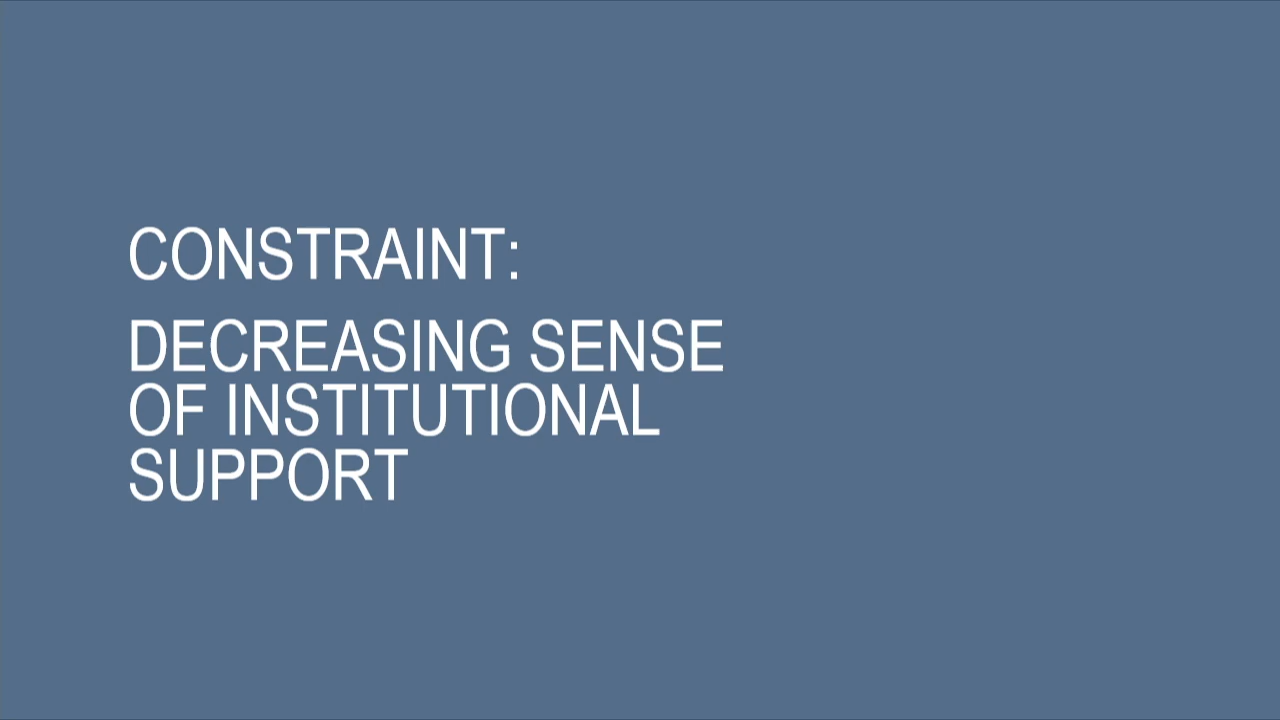 CONSTRAINT:
DECREASING SENSE
OF INSTITUTIONAL
SUPPORT